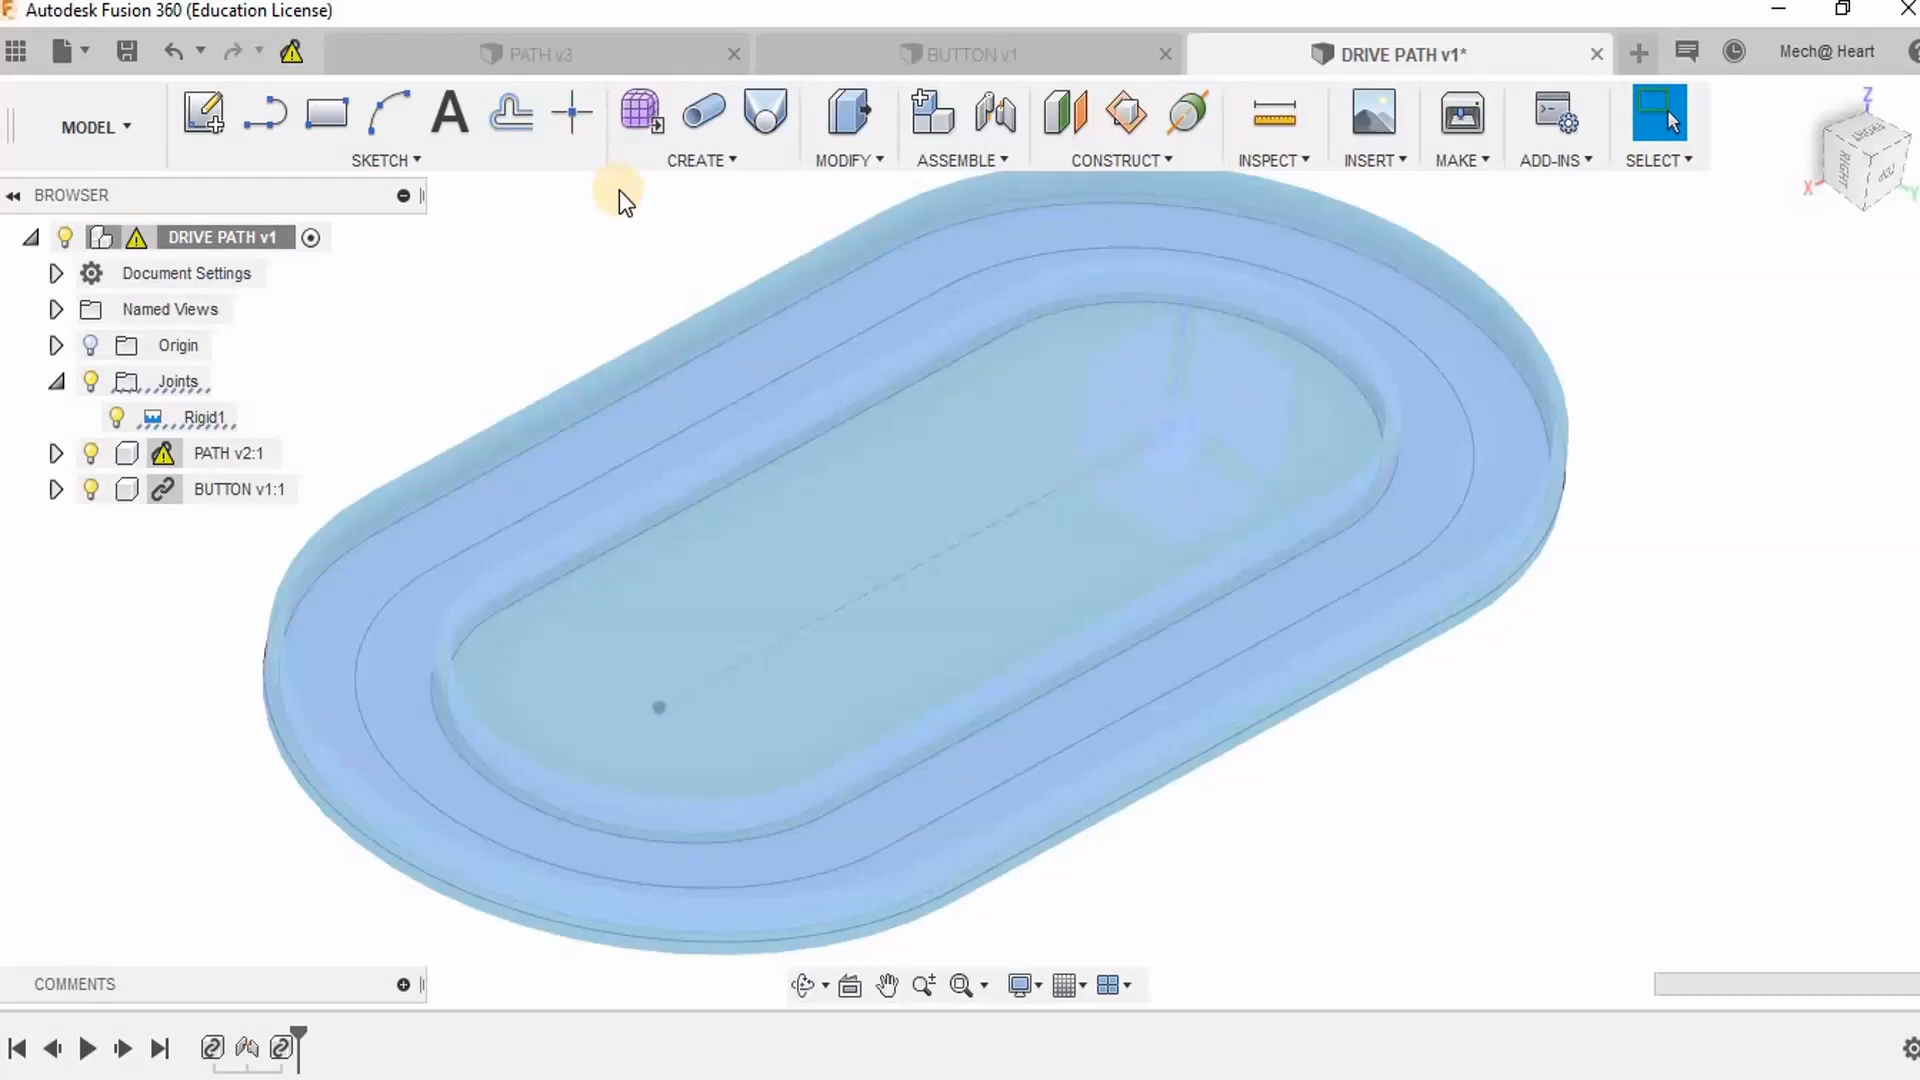 Autodesk Fusion 360 (Education License)
PATH v3
BUTTON v1
DRIVE PATH v1*
Mech@ Heart
MODEL
SKETCH
CREATE
MODIFY
ASSEMBLE
CONSTRUCT
INSPECT
INSERT
MAKE
ADD-INS
SELECT
Z
RIGHT
TOP
X
Y
BROWSER
DRIVE PATH v1
Document Settings
Named Views
Origin
Joints
Rigid1
PATH v2:1
BUTTON v1:1
COMMENTS